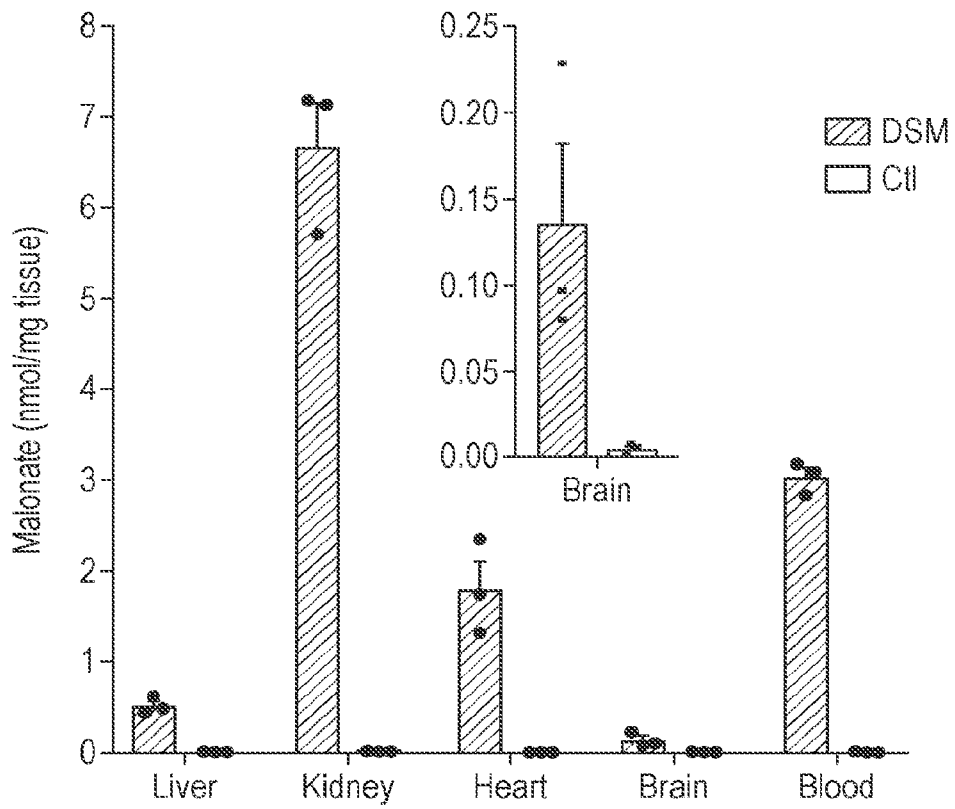 Malonate (nmol/mg tissue)
8
7
6
5
4
3
2
1
0
Liver
Kidney
Heart
Brain
Blood
0.25
0.20
0.15
0.10
0.05
0.00
Brain
DSM
Ctl